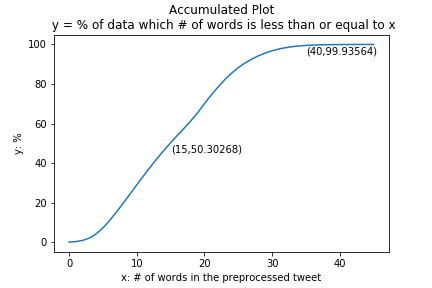 Accumulated Plot
y = % of data which # of words is less than or equal to x
100
(40,99.93564)
80
60
(15,50.30268)
y: %
40
20
0
0 10 20 30 40
x: # of words in the preprocessed tweet